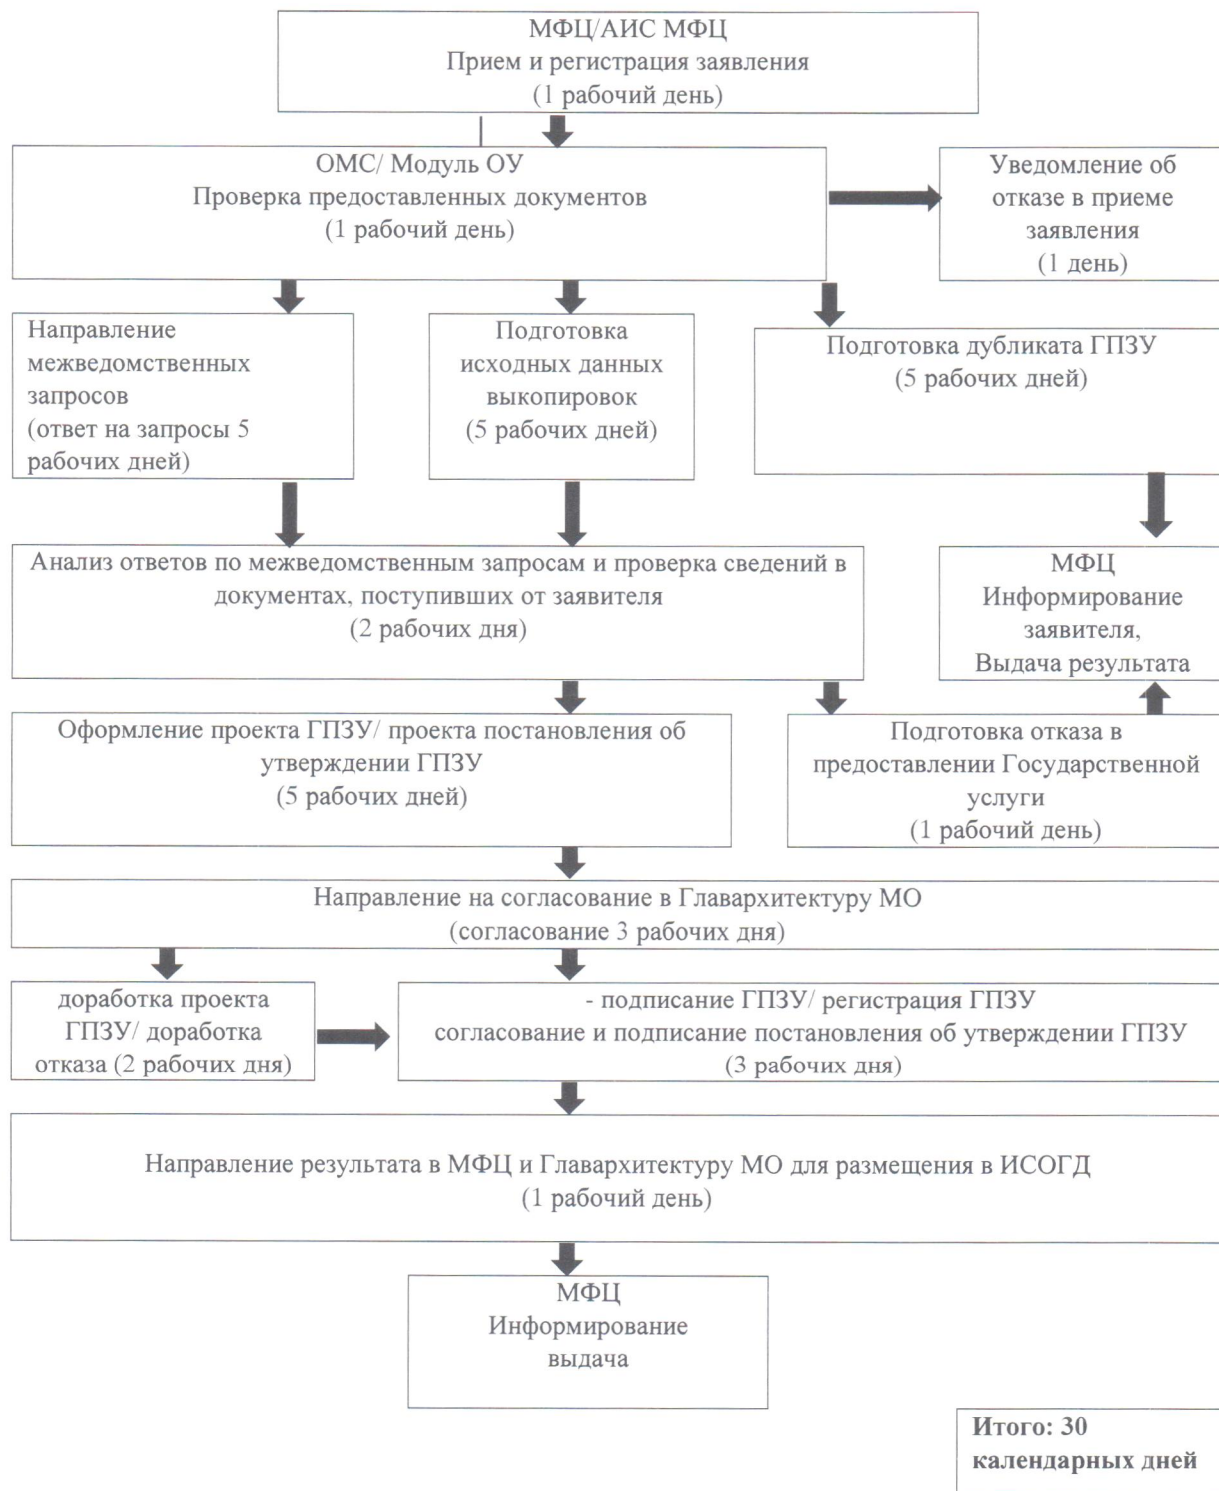 МФЦ/АИС МФЦ
Прием и регистрация заявления
(1 рабочий день)
ОМС/ Модуль ОУ
Проверка предоставленных документов
(1 рабочий день)
Уведомление об
отказе в приеме
заявления
(1 день)
Направление
межведомственных
запросов
(ответ на запросы 5
рабочих дней)
Подготовка
исходных данных
выкопировок
(5 рабочих дней)
Подготовка дубликата ГПЗУ
(5 рабочих дней)
Анализ ответов по межведомственным запросам и проверка сведений в
документах, поступивших от заявителя
(2 рабочих дня)
МФЦ
Информирование
заявителя,
Выдача результата
Оформление проекта ГПЗУ/ проекта постановления об
утверждении ГПЗУ
(5 рабочих дней)
Подготовка отказа в
предоставлении Государственной
услуги
(1 рабочий день)
Направление на согласование в Главархитектуру МО
(согласование 3 рабочих дня)
доработка проекта
ГПЗУ/ доработка
отказа (2 рабочих дня)
- подписание ГПЗУ/ регистрация ГПЗУ
согласование и подписание постановления об утверждении ГПЗУ
(3 рабочих дня)
Направление результата в МФЦ и Главархитектуру МО для размещения в ИСОГД
(1 рабочий день)
МФЦ
Информирование
выдача
Итого: 30
календарных дней